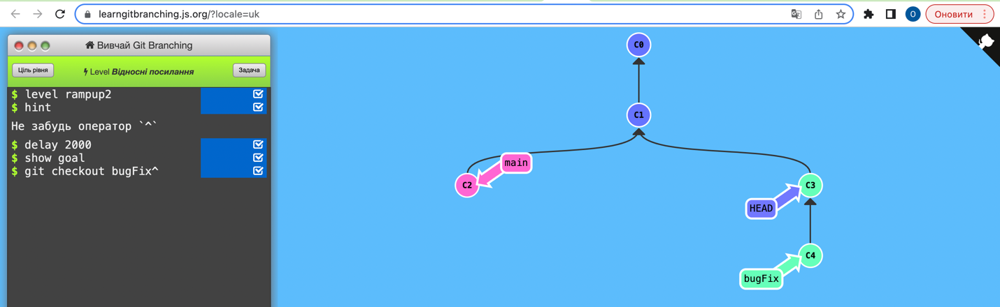 learngitbranching.js.org/?locale=uk
O
Оновити
Вивчай Git Branching
Ціль рівня
Level Відносні посилання
Задача
$ level rampup2
$ hint
Не забудь оператор `^`
$ delay 2000
$ show goal
$ git checkout bugFix^
C0
C1
main
C2
C3
HEAD
C4
bugFix